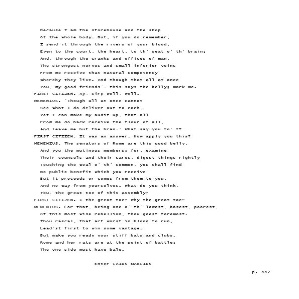 Because I am the storehouse and the shop
Of the whole body. But, if you do remember,
I send it through the rivers of your blood,
Even to the court, the heart, to th' seat o' th' brain;
And, through the cranks and offices of man,
The strongest nerves and small inferior veins
From me receive that natural competency
Whereby they live. And though that all at once
You, my good friends'- this says the belly; mark me.
FIRST CITIZEN. Ay, sir; well, well.
MENENIUS. 'Though all at once cannot
See what I do deliver out to each,
Yet I can make my audit up, that all
From me do back receive the flour of all,
And leave me but the bran.' What say you to' t?
FIRST CITIZEN. It was an answer. How apply you this?
MENENIUS. The senators of Rome are this good belly,
And you the mutinous members; for, examine
Their counsels and their cares, digest things rightly
Touching the weal o' th' common, you shall find
No public benefit which you receive
But it proceeds or comes from them to you,
And no way from yourselves. What do you think,
You, the great toe of this assembly?
FIRST CITIZEN. I the great toe? Why the great toe?
MENENIUS. For that, being one o' th' lowest, basest, poorest,
Of this most wise rebellion, thou goest foremost.
Thou rascal, that art worst in blood to run,
Lead'st first to win some vantage.
But make you ready your stiff bats and clubs.
Rome and her rats are at the point of battle;
The one side must have bale.
Enter CAIUS MARCIUS